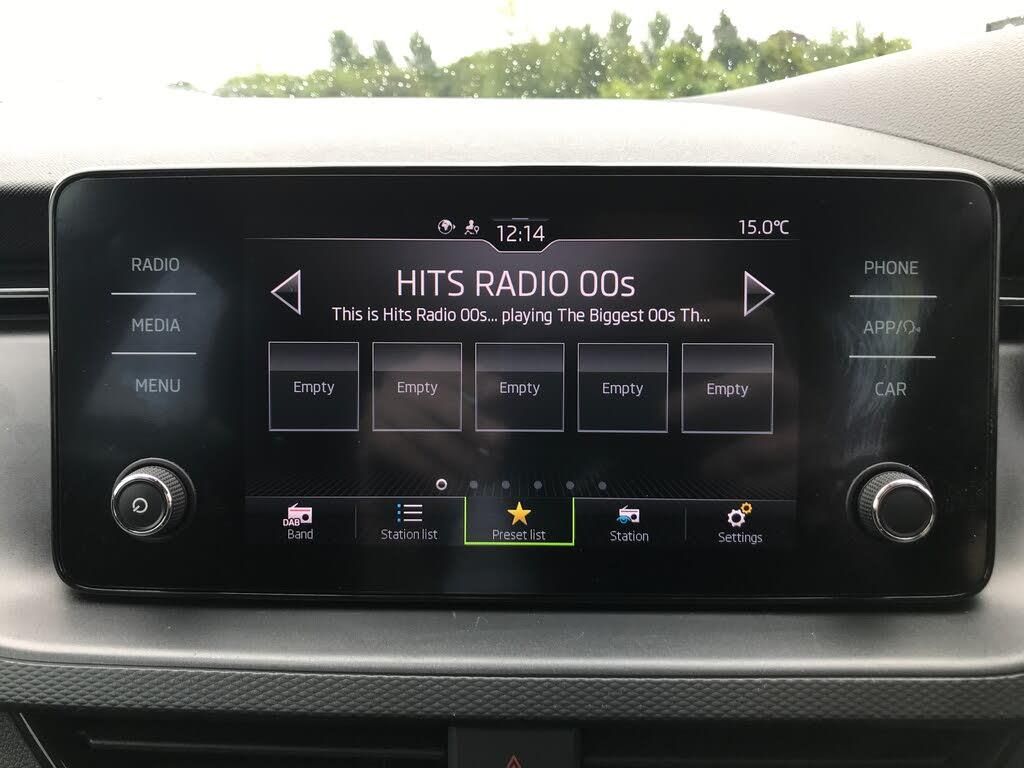 12:14
15.0°C
RADIO
MEDIA
MENU
HITS RADIO 00s
This is Hits Radio 00s... playing The Biggest 00s Th...
Empty Empty Empty Empty Empty
DAB
Band
Station list
Preset list
Station
Settings
PHONE
APP/
CAR